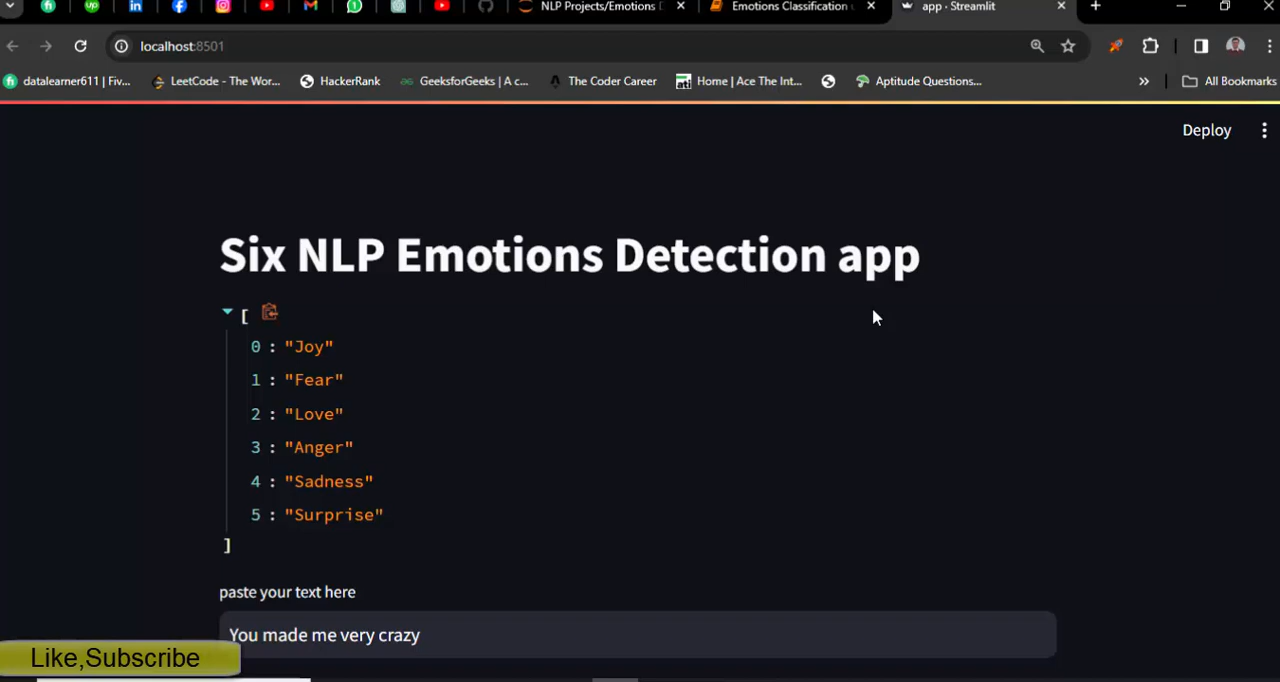 NLP Projects/Emotions
Emotions Classification
app · Streamlit
localhost:8501
datalearner611 | Fiv...
LeetCode - The Wor...
HackerRank
GeeksforGeeks | A c...
The Coder Career
Home | Ace The Int...
Aptitude Questions...
»
All Bookmarks
Deploy
Six NLP Emotions Detection app
[
0 : "Joy"
1 : "Fear"
2 : "Love"
3 : "Anger"
4 : "Sadness"
5 : "Surprise"
]
paste your text here
You made me very crazy
Like,Subscribe